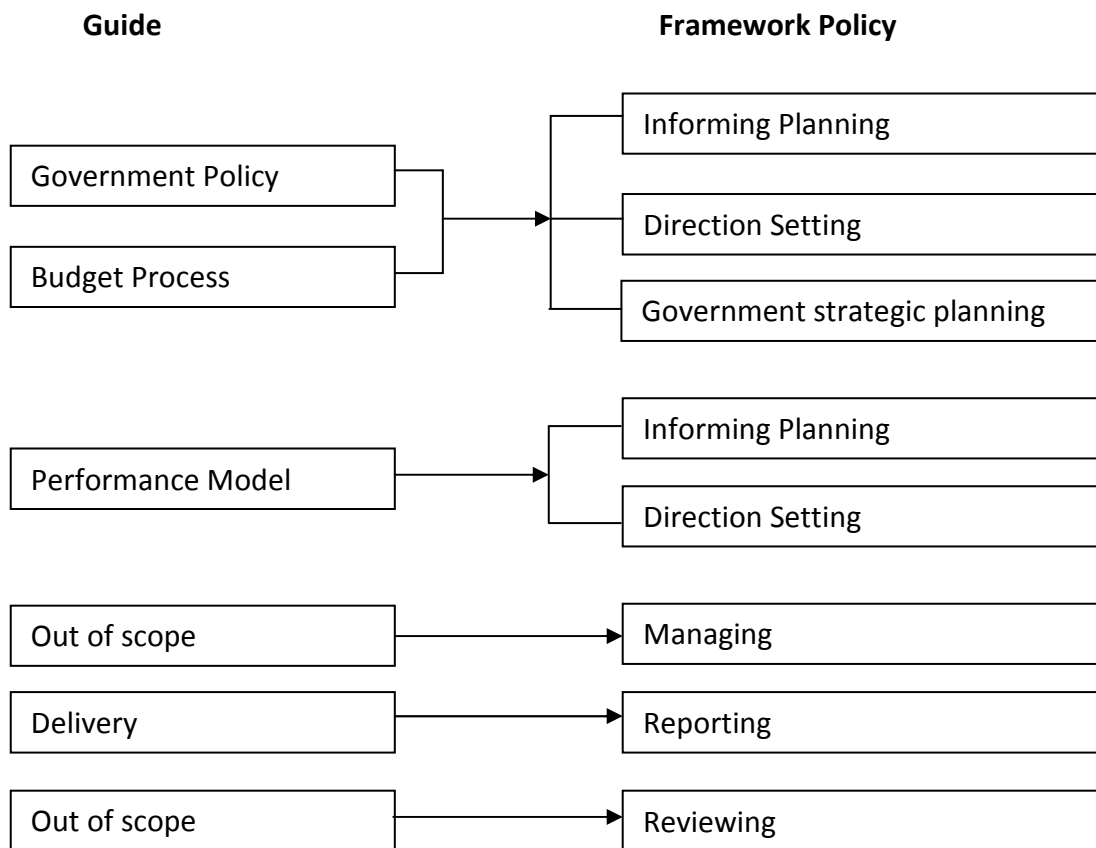 Guide
Framework Policy
Government Policy
Budget Process
Informing Planning
Direction Setting
Government strategic planning
Performance Model
Informing Planning
Direction Setting
Out of scope
Managing
Delivery
Reporting
Out of scope
Reviewing